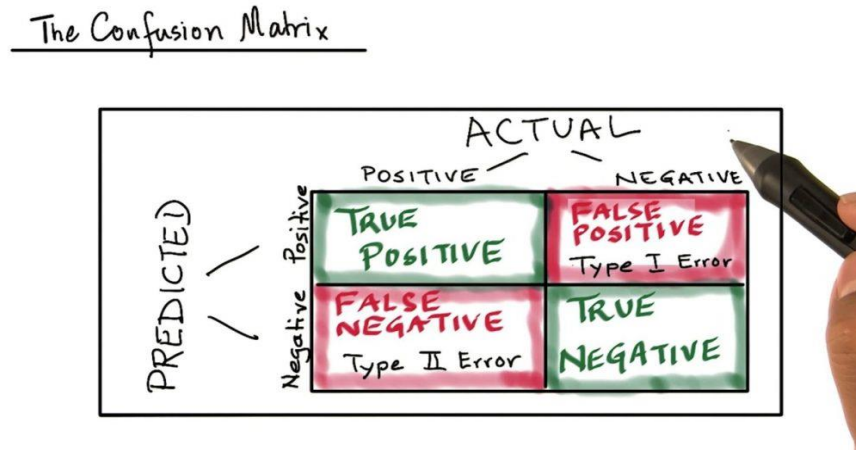 The Confusion Matrix
ACTUAL
POSITIVE
NEGATIVE
PREDICTED
Positive
Negative
TRUE
POSITIVE
FALSE
POSITIVE
Type I Error
FALSE
NEGATIVE
Type II Error
TRUE
NEGATIVE